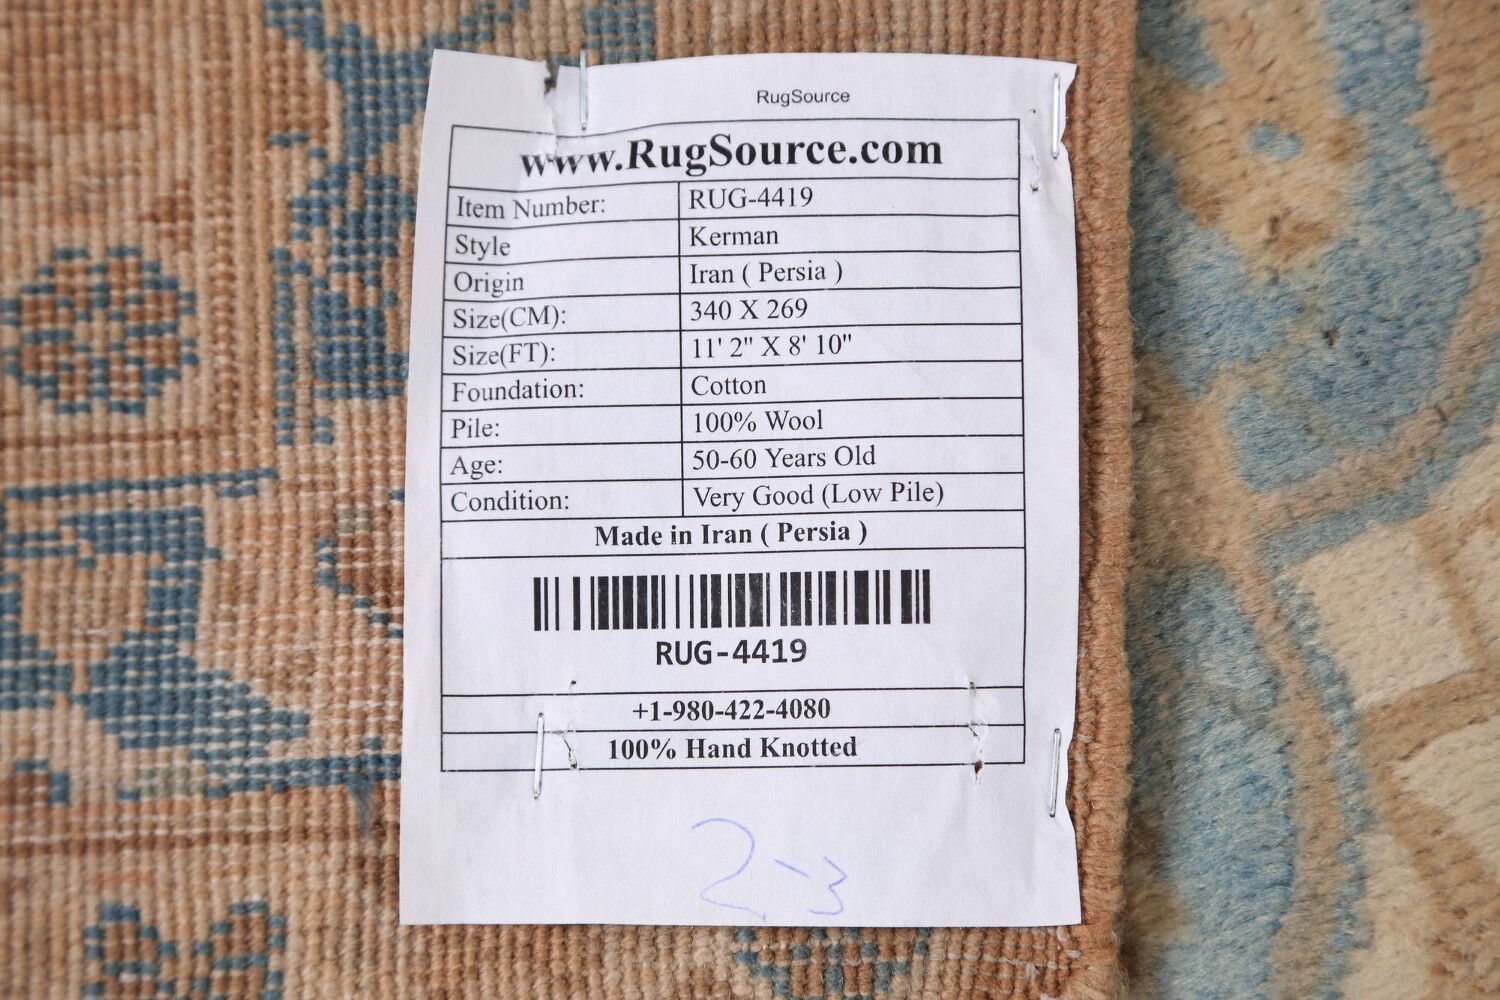 RugSource
www.RugSource.com
Item Number: RUG-4419
Style Kerman
Origin Iran ( Persia )
Size(CM): 340 X 269
Size(FT): 11' 2" X 8' 10"
Foundation: Cotton
Pile: 100% Wool
Age: 50-60 Years Old
Condition: Very Good (Low Pile)
Made in Iran ( Persia )
RUG-4419
+1-980-422-4080
100% Hand Knotted
2-3